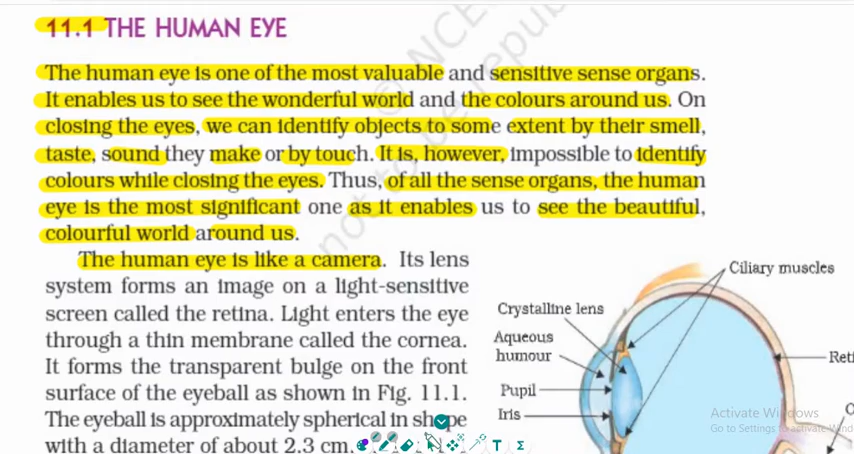 11.1 THE HUMAN EYE
The human eye is one of the most valuable and sensitive sense organs.
It enables us to see the wonderful world and the colours around us. On
closing the eyes, we can identify objects to some extent by their smell,
taste, sound they make or by touch. It is, however, impossible to identify
colours while closing the eyes. Thus, of all the sense organs, the human
eye is the most significant one as it enables us to see the beautiful,
colourful world around us.
The human eye is like a camera. Its lens
system forms an image on a light-sensitive
screen called the retina. Light enters the eye
through a thin membrane called the cornea.
It forms the transparent bulge on the front
surface of the eyeball as shown in Fig. 11.1.
The eyeball is approximately spherical in shape
with a diameter of about 2.3 cm.
Ciliary muscles
Crystalline lens
Aqueous
humour
Pupil
Iris
Reti
© NCE
not to be repub
Activate Windows
Go to Settings to activate Wind